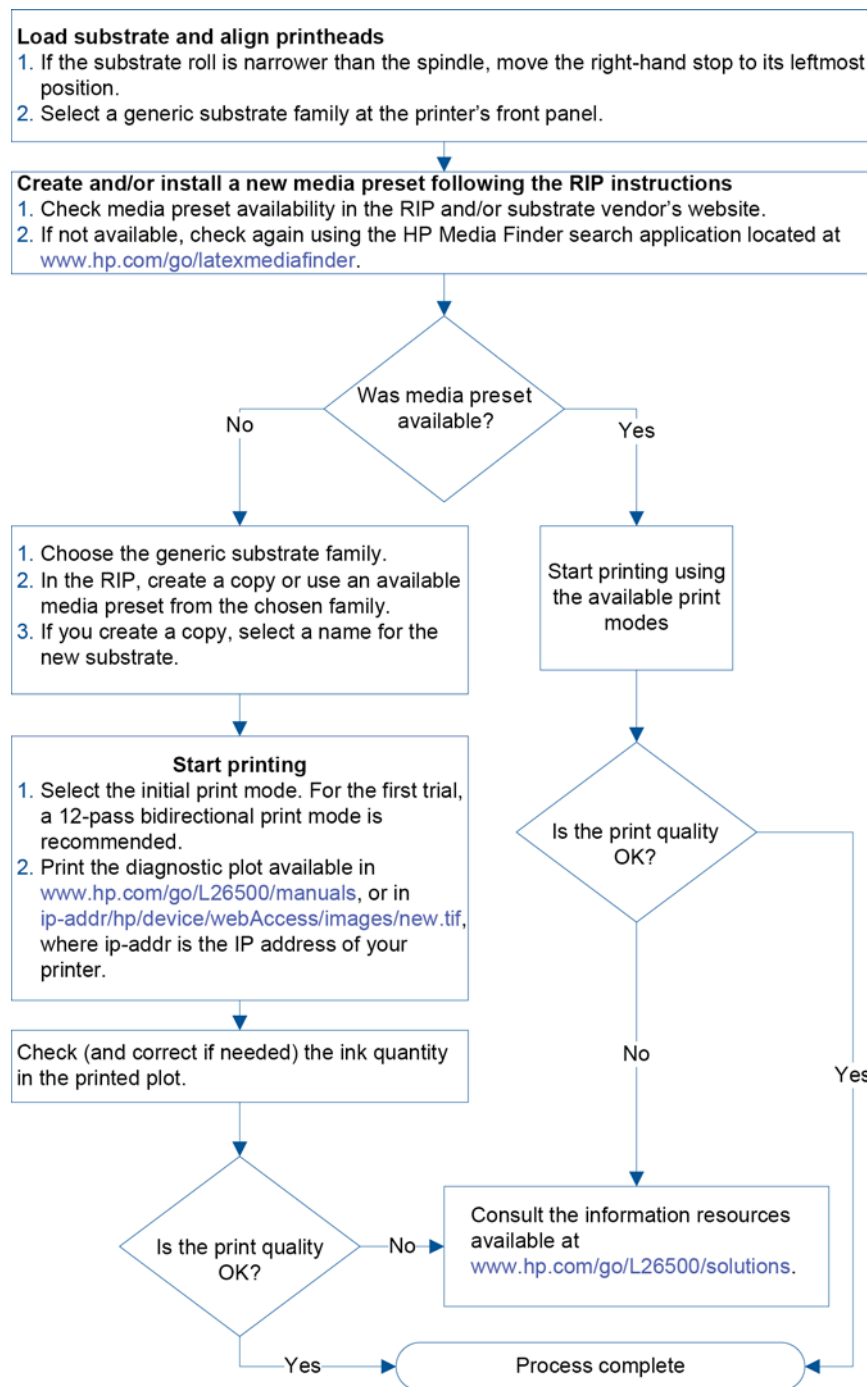 Load substrate and align printheads
1. If the substrate roll is narrower than the spindle, move the right-hand stop to its leftmost
position.
2. Select a generic substrate family at the printer's front panel.
Create and/or install a new media preset following the RIP instructions
1. Check media preset availability in the RIP and/or substrate vendor's website.
2. If not available, check again using the HP Media Finder search application located at
www.hp.com/go/latexmediafinder.
Was media preset
available?
No
Yes
1. Choose the generic substrate family.
2. In the RIP, create a copy or use an available
media preset from the chosen family.
3. If you create a copy, select a name for the
new substrate.
Start printing using
the available print
modes
Start printing
1. Select the initial print mode. For the first trial,
a 12-pass bidirectional print mode is
recommended.
2. Print the diagnostic plot available in
www.hp.com/go/L26500/manuals, or in
ip-addr/hp/device/webAccess/images/new.tif,
where ip-addr is the IP address of your
printer.
Is the print quality
OK?
Check (and correct if needed) the ink quantity
in the printed plot.
No
Yes
Is the print quality
OK?
No
Consult the information resources
available at
www.hp.com/go/L26500/solutions.
Yes
Process complete